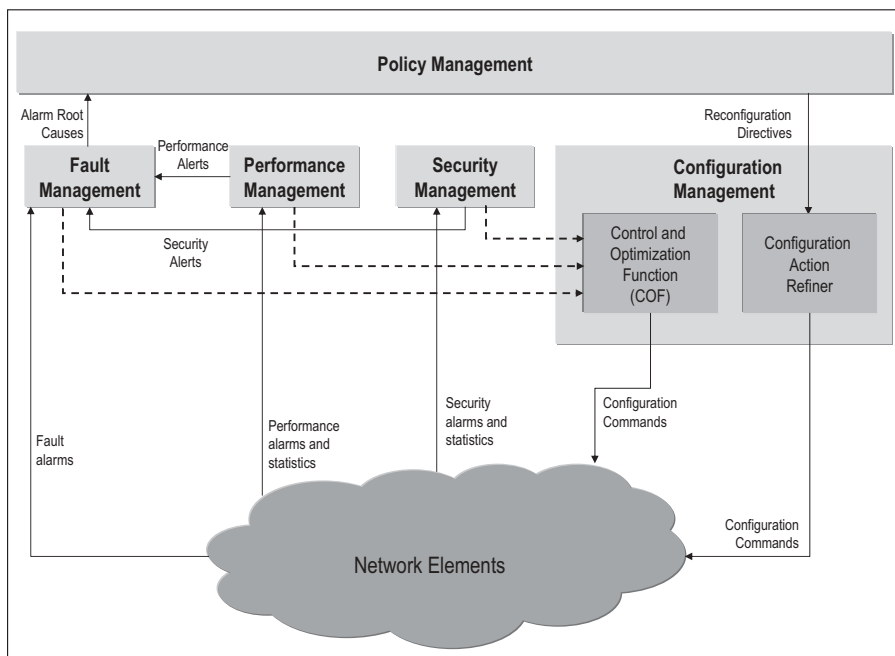 Policy Management
Alarm Root
Causes
Reconfiguration
Directives
Performance
Alerts
Fault
Management
Performance
Management
Security
Management
Configuration
Management
Security
Alerts
Control and
Optimization
Function
(COF)
Configuration
Action
Refiner
Fault
alarms
Performance
alarms and
statistics
Security
alarms and
statistics
Configuration
Commands
Configuration
Commands
Network Elements